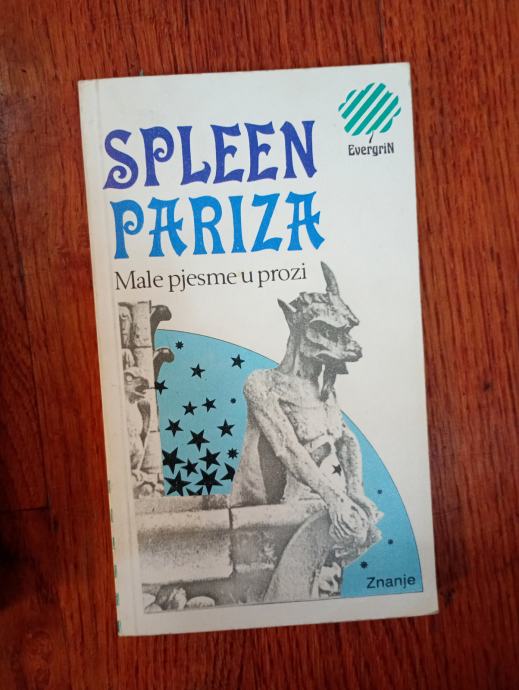 SPLEEN
PARIZA
EvergriN
Male pjesme u prozi
Znanje